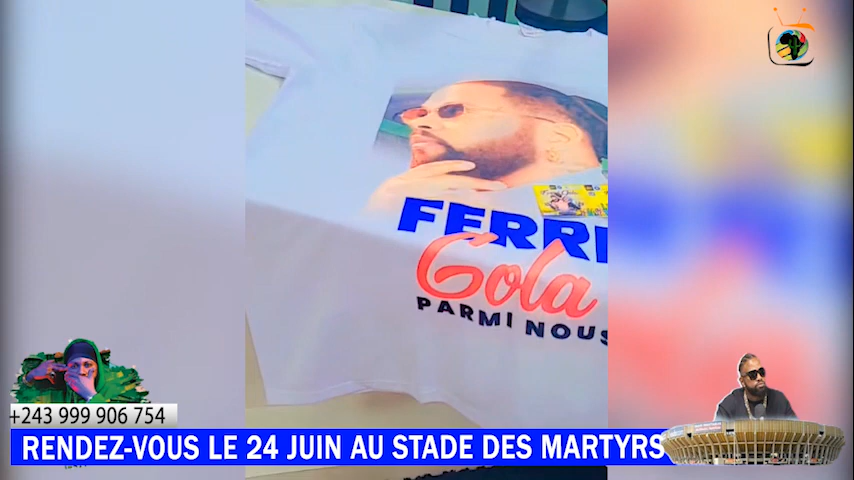 FERRE
Gola
PARMI NOUS
+243 999 906 754
RENDEZ-VOUS LE 24 JUIN AU STADE DES MARTYRS